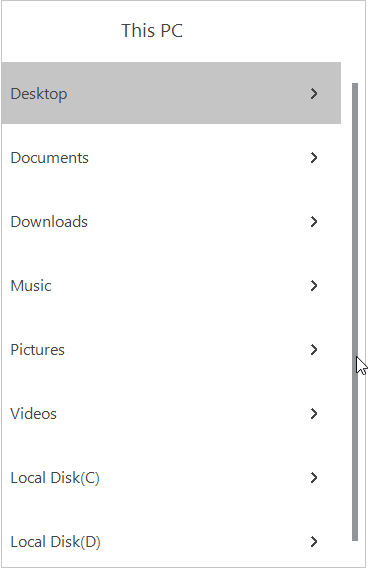 This PC
Desktop
Documents
Downloads
Music
Pictures
Videos
Local Disk(C)
Local Disk(D)